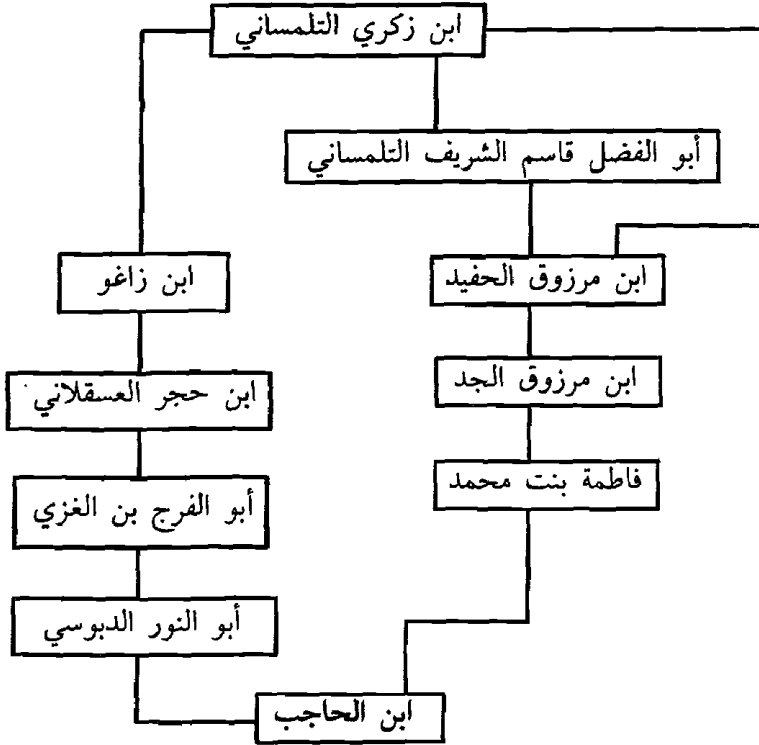 ابن زكري التلمساني
أبو الفضل قاسم الشريف التلمساني
ابن مرزوق الحفيد
ابن زاغو
ابن مرزوق الجد
ابن حجر العسقلاني
فاطمة بنت محمد
أبو الفرج بن الغزي
أبو النور الدبوسي
ابن الحاجب